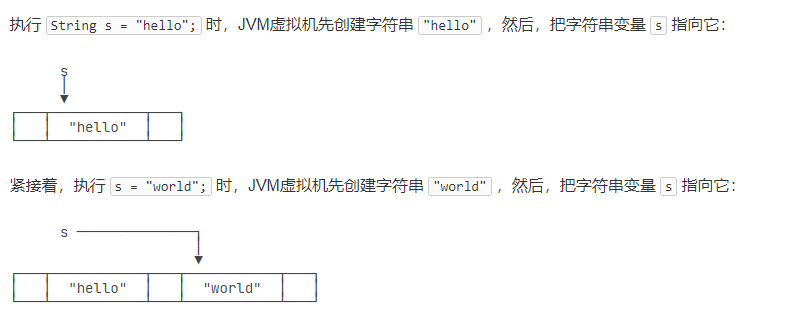 执行 String s = "hello"; 时，JVM虚拟机先创建字符串 "hello" ，然后，把字符串变量 s 指向它：
s
"hello"
紧接着，执行 s = "world"; 时，JVM虚拟机先创建字符串 "world" ，然后，把字符串变量 s 指向它：
s
"hello" "world"